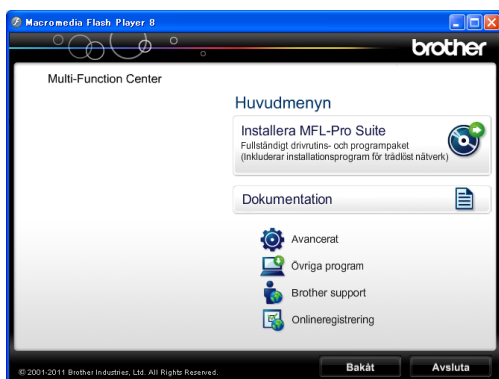 Macromedia Flash Player 8
brother
Multi-Function Center
Huvudmenyn
Installera MFL-Pro Suite
Fullständigt drivrutins- och programpaket
(Inkluderar installationsprogram för trådlöst nätverk)
Dokumentation
Avancerat
Övriga program
Brother support
Onlineregistrering
© 2001-2011 Brother Industries, Ltd. All Rights Reserved.
Bakåt
Avsluta